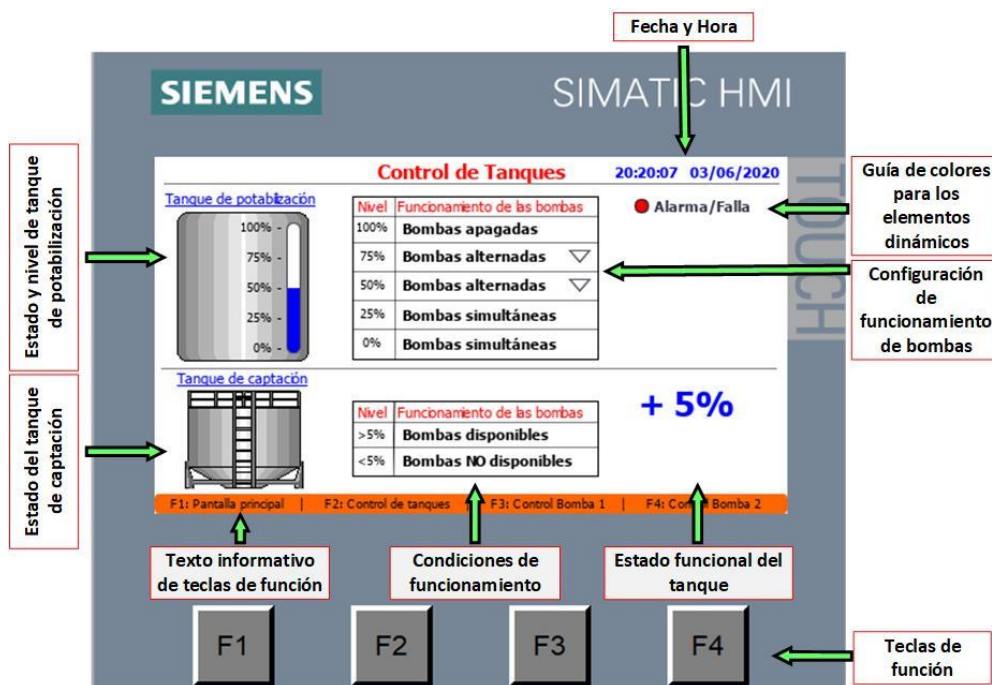 Fecha y Hora
SIEMENS
SIMATIC HMI
TOUCH
Control de Tanques
20:20:07 03/06/2020
Estado y nivel de tanque
de potabilización
Tanque de potabilización
100% -
75% -
50% -
25% -
0% -
Nivel Funcionamiento de las bombas
100% Bombas apagadas
75% Bombas alternadas
50% Bombas alternadas
25% Bombas simultáneas
0% Bombas simultáneas
Alarma/Falla
Guía de colores
para los
elementos
dinámicos
Configuración
de
funcionamiento
de bombas
Estado del tanque
de captación
Tanque de captación
Nivel Funcionamiento de las bombas
>5% Bombas disponibles
<5% Bombas NO disponibles
+ 5%
F1: Pantalla principal | F2: Control de tanques | F3: Control Bomba 1 | F4: Control Bomba 2
Texto informativo
de teclas de función
Condiciones de
funcionamiento
Estado funcional del
tanque
F1
F2
F3
F4
Teclas de
función